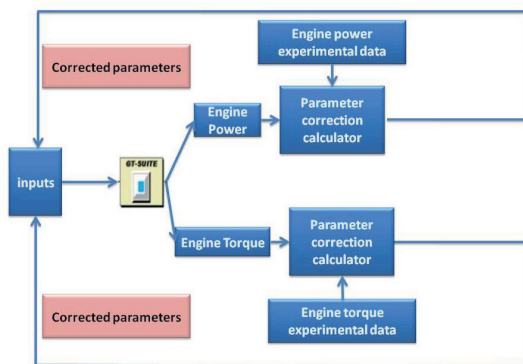 Engine power
experimental data
Corrected parameters
Engine
Power
Parameter
correction
calculator
GT-SUITE
inputs
Engine Torque
Parameter
correction
calculator
Corrected parameters
Engine torque
experimental data